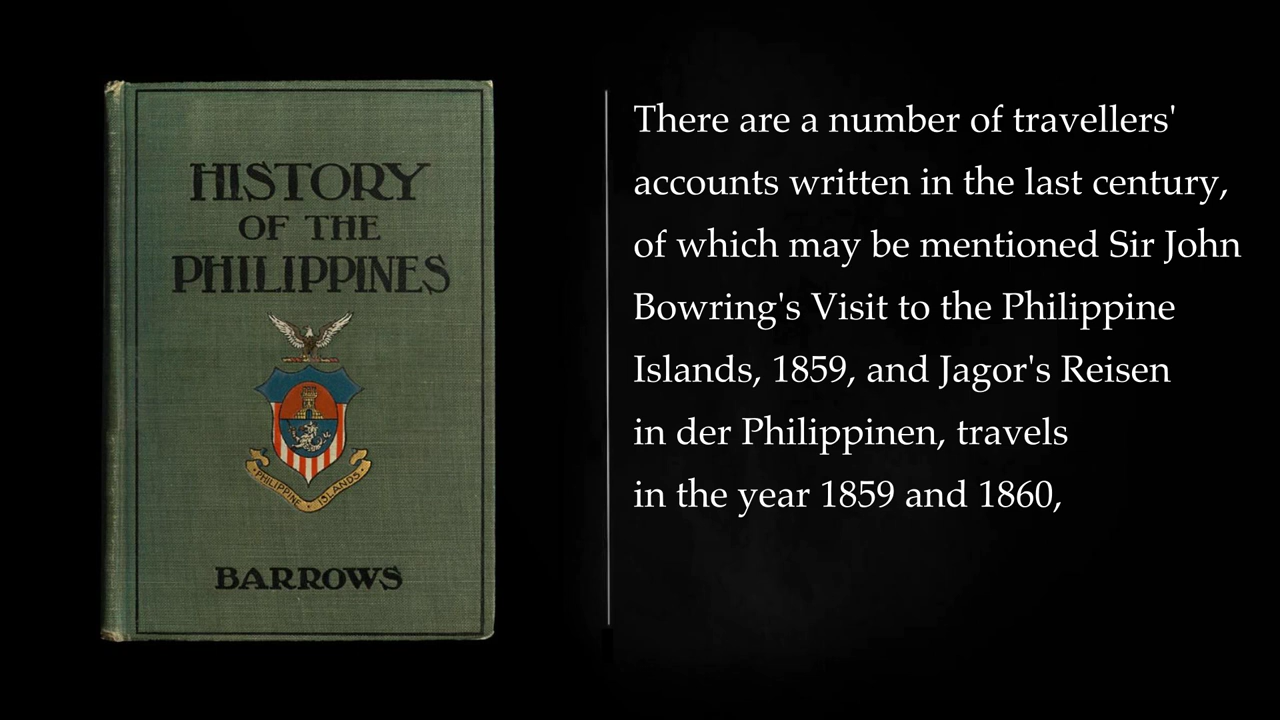 HISTORY
OF THE
PHILIPPINES
PHILIPPINE ISLANDS
BARROWS
There are a number of travellers'
accounts written in the last century,
of which may be mentioned Sir John
Bowring's Visit to the Philippine
Islands, 1859, and Jagor's Reisen
in der Philippinen, travels
in the year 1859 and 1860,